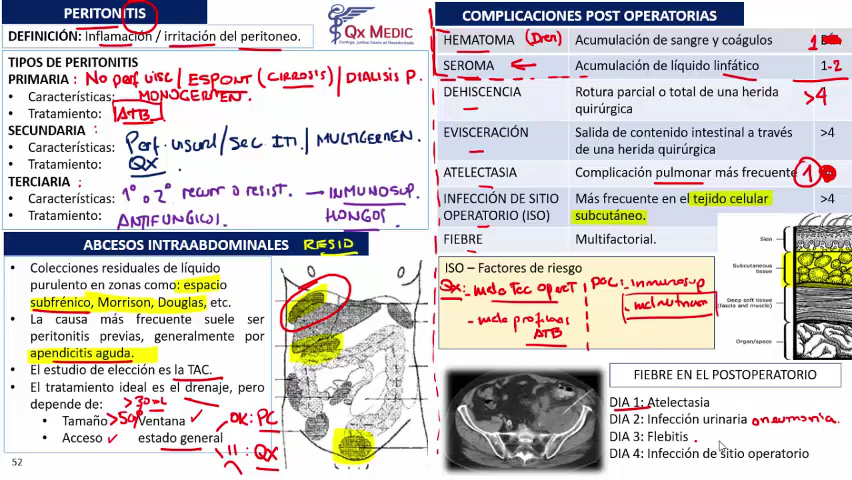 PERITONITIS
DEFINICIÓN: Inflamación / irritación del peritoneo.
Qx MEDIC
TIPOS DE PERITONITIS
PRIMARIA : No perf visc / ESPONT (CIRROSIS) / DIALISIS P.
• Características: MONOGERMEN.
• Tratamiento: ATB
SECUNDARIA :
• Características: Perf. visceral / Sec. ITI / MULTIGERMEN.
• Tratamiento: QX
TERCIARIA :
• Características: 1° o 2° recurr o resist. → INMUNOSUP.
• Tratamiento: ANTIFUNGICOS. HONGOS
ABCESOS INTRAABDOMINALES RESID
• Colecciones residuales de líquido
purulento en zonas como: espacio
subfrénico, Morrison, Douglas, etc.
• La causa más frecuente suele ser
peritonitis previas, generalmente por
apendicitis aguda.
• El estudio de elección es la TAC.
• El tratamiento ideal es el drenaje, pero
depende de:
• Tamaño Ventana
• Acceso estado general
OK: PC
QX
52
COMPLICACIONES POST OPERATORIAS
HEMATOMA (Dren) Acumulación de sangre y coágulos 1
SEROMA Acumulación de líquido linfático 1-2
DEHISCENCIA Rotura parcial o total de una herida quirúrgica >4
EVISCERACIÓN Salida de contenido intestinal a través de una herida quirúrgica >4
ATELECTASIA Complicación pulmonar más frecuente 1
INFECCIÓN DE SITIO OPERATORIO (ISO) Más frecuente en el tejido celular subcutáneo. >4
FIEBRE Multifactorial.
ISO – Factores de riesgo
QX: - mala Tec operat
- mala profilaxis
ATB
PAC: - inmunosup
. malnutricion
Skin
Subcutaneous
tissue
Deep soft tissue
(fascia and muscle)
Organ/space
FIEBRE EN EL POSTOPERATORIO
DIA 1: Atelectasia
DIA 2: Infección urinaria o neumonia.
DIA 3: Flebitis
DIA 4: Infección de sitio operatorio